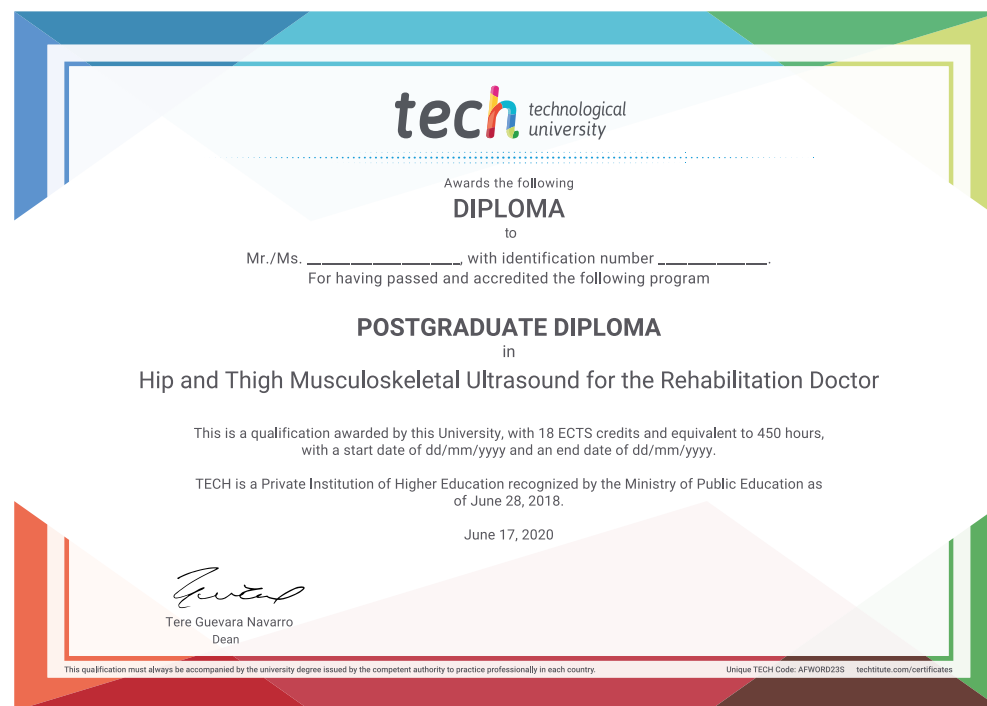 tech technological
university
Awards the following
DIPLOMA
to
Mr./Ms. ____________________, with identification number ______________.
For having passed and accredited the following program
POSTGRADUATE DIPLOMA
in
Hip and Thigh Musculoskeletal Ultrasound for the Rehabilitation Doctor
This is a qualification awarded by this University, with 18 ECTS credits and equivalent to 450 hours,
with a start date of dd/mm/yyyy and an end date of dd/mm/yyyy.
TECH is a Private Institution of Higher Education recognized by the Ministry of Public Education as
of June 28, 2018.
June 17, 2020
Tere Guevara Navarro
Dean
This qualification must always be accompanied by the university degree issued by the competent authority to practice professionally in each country.
Unique TECH Code: AFWORD23S techtitute.com/certificates